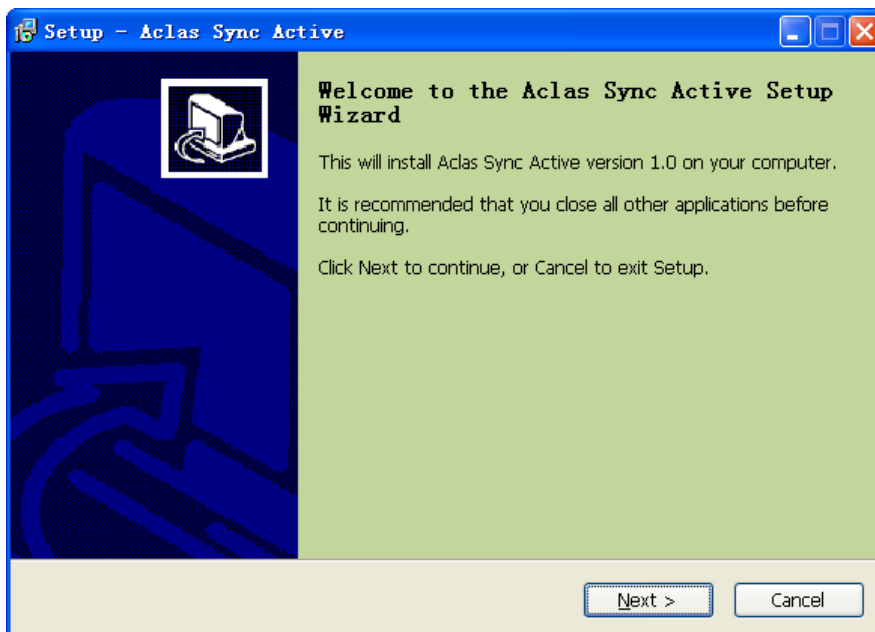 Setup - Aclas Sync Active
Welcome to the Aclas Sync Active Setup
Wizard
This will install Aclas Sync Active version 1.0 on your computer.
It is recommended that you close all other applications before
continuing.
Click Next to continue, or Cancel to exit Setup.
Next >
Cancel